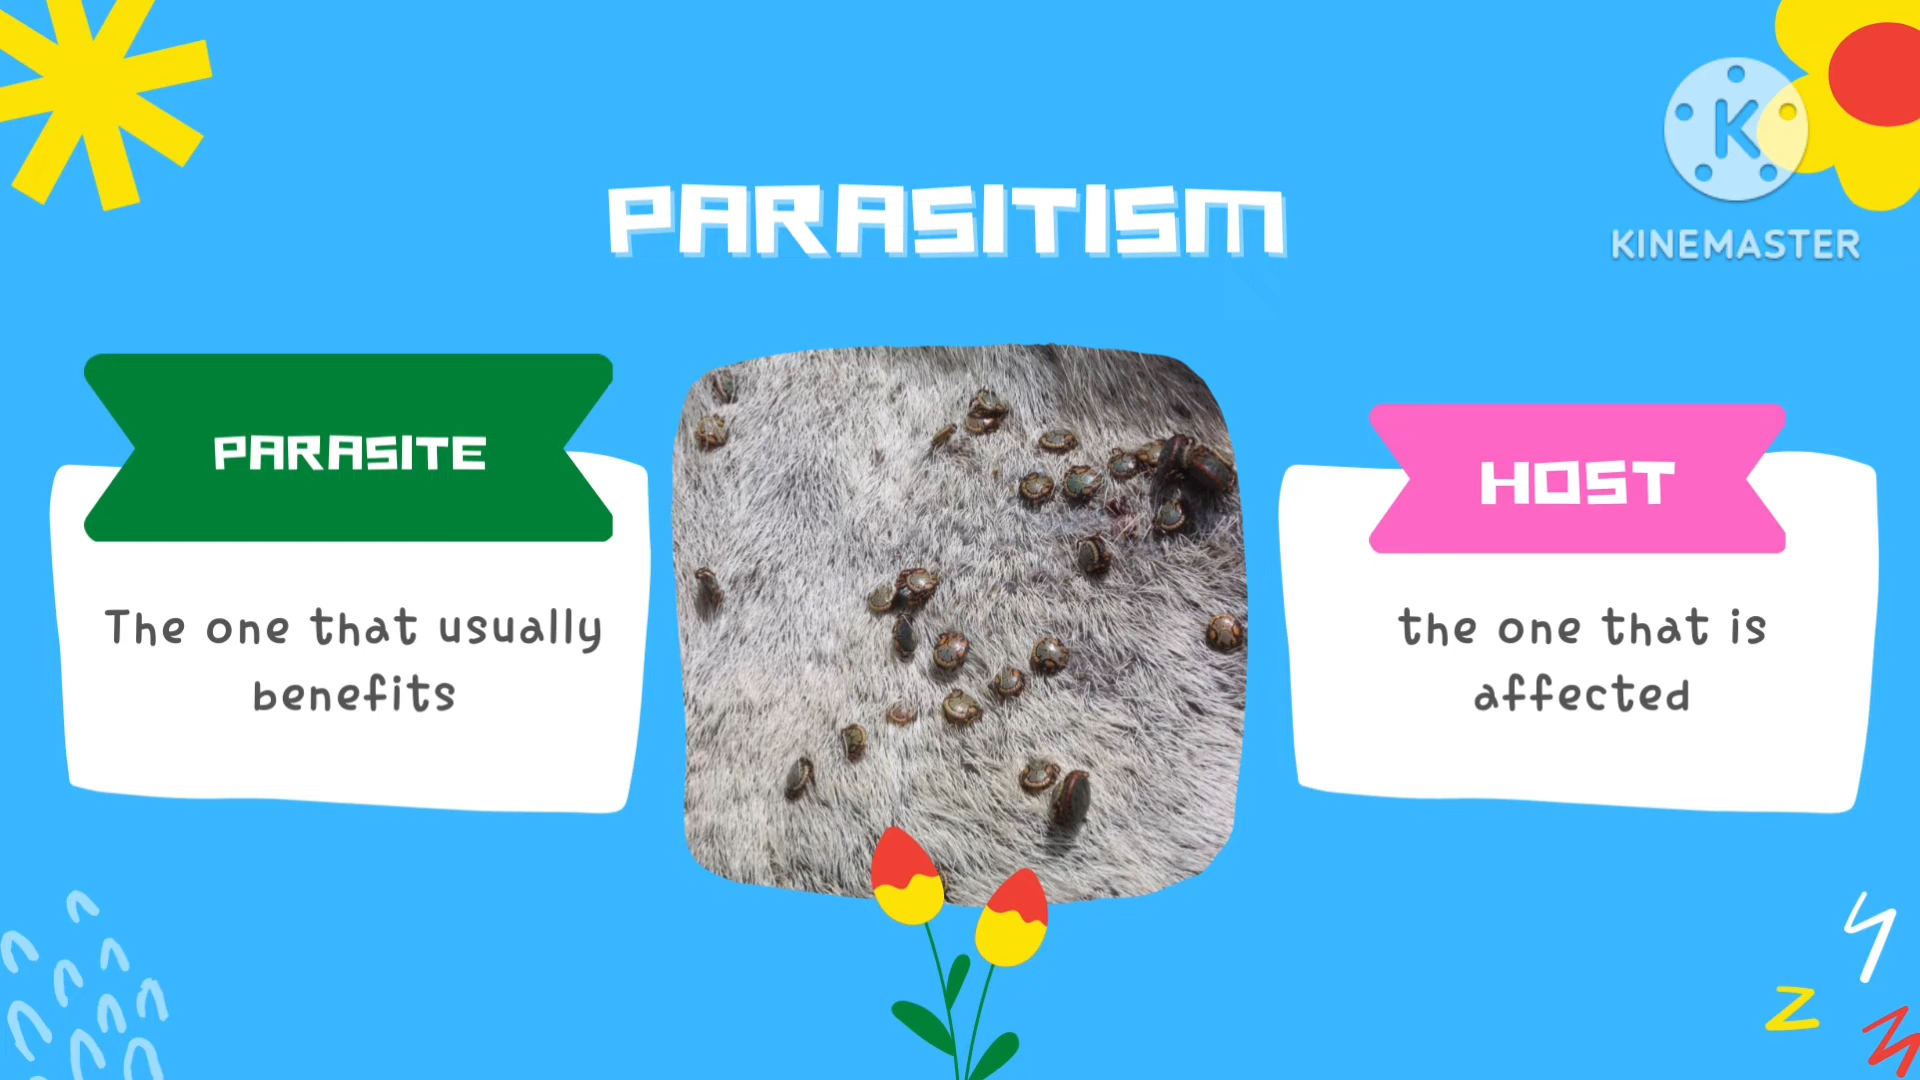 K
KINEMASTER
PARASITISM
PARASITE
The one that usually
benefits
HOST
the one that is
affected